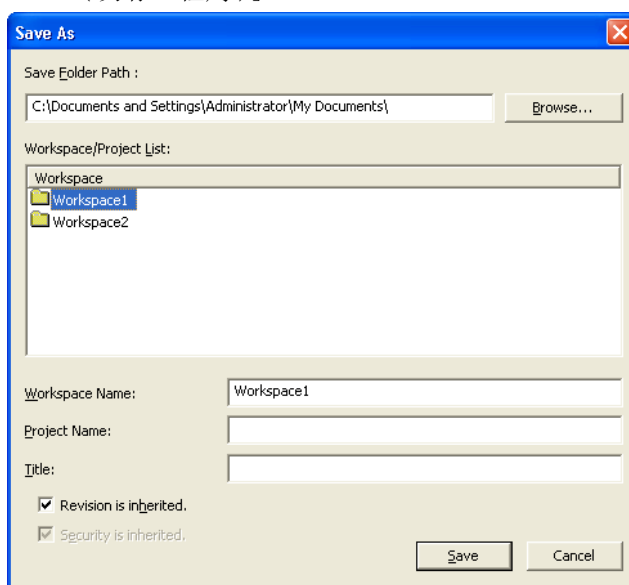 Save As
Save Folder Path :
C:\Documents and Settings\Administrator\My Documents\
Browse...
Workspace/Project List:
Workspace
Workspace1
Workspace2
Workspace Name:
Workspace1
Project Name:
Title:
Revision is inherited.
Security is inherited.
Save
Cancel